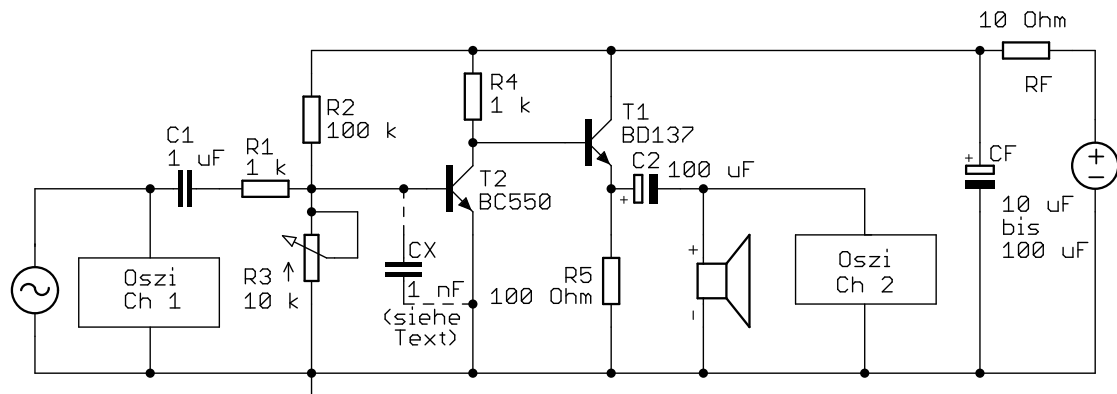 10 Ohm
RF
R4
1 k
T1
BD137
R2
100 k
C1
1 uF
R1
1 k
C2
100 uF
T2
BC550
CF
10 uF
bis
100 uF
CX
1 nF
(siehe
Text)
R3
10 k
Oszi
Ch 1
R5
100 Ohm
Oszi
Ch 2